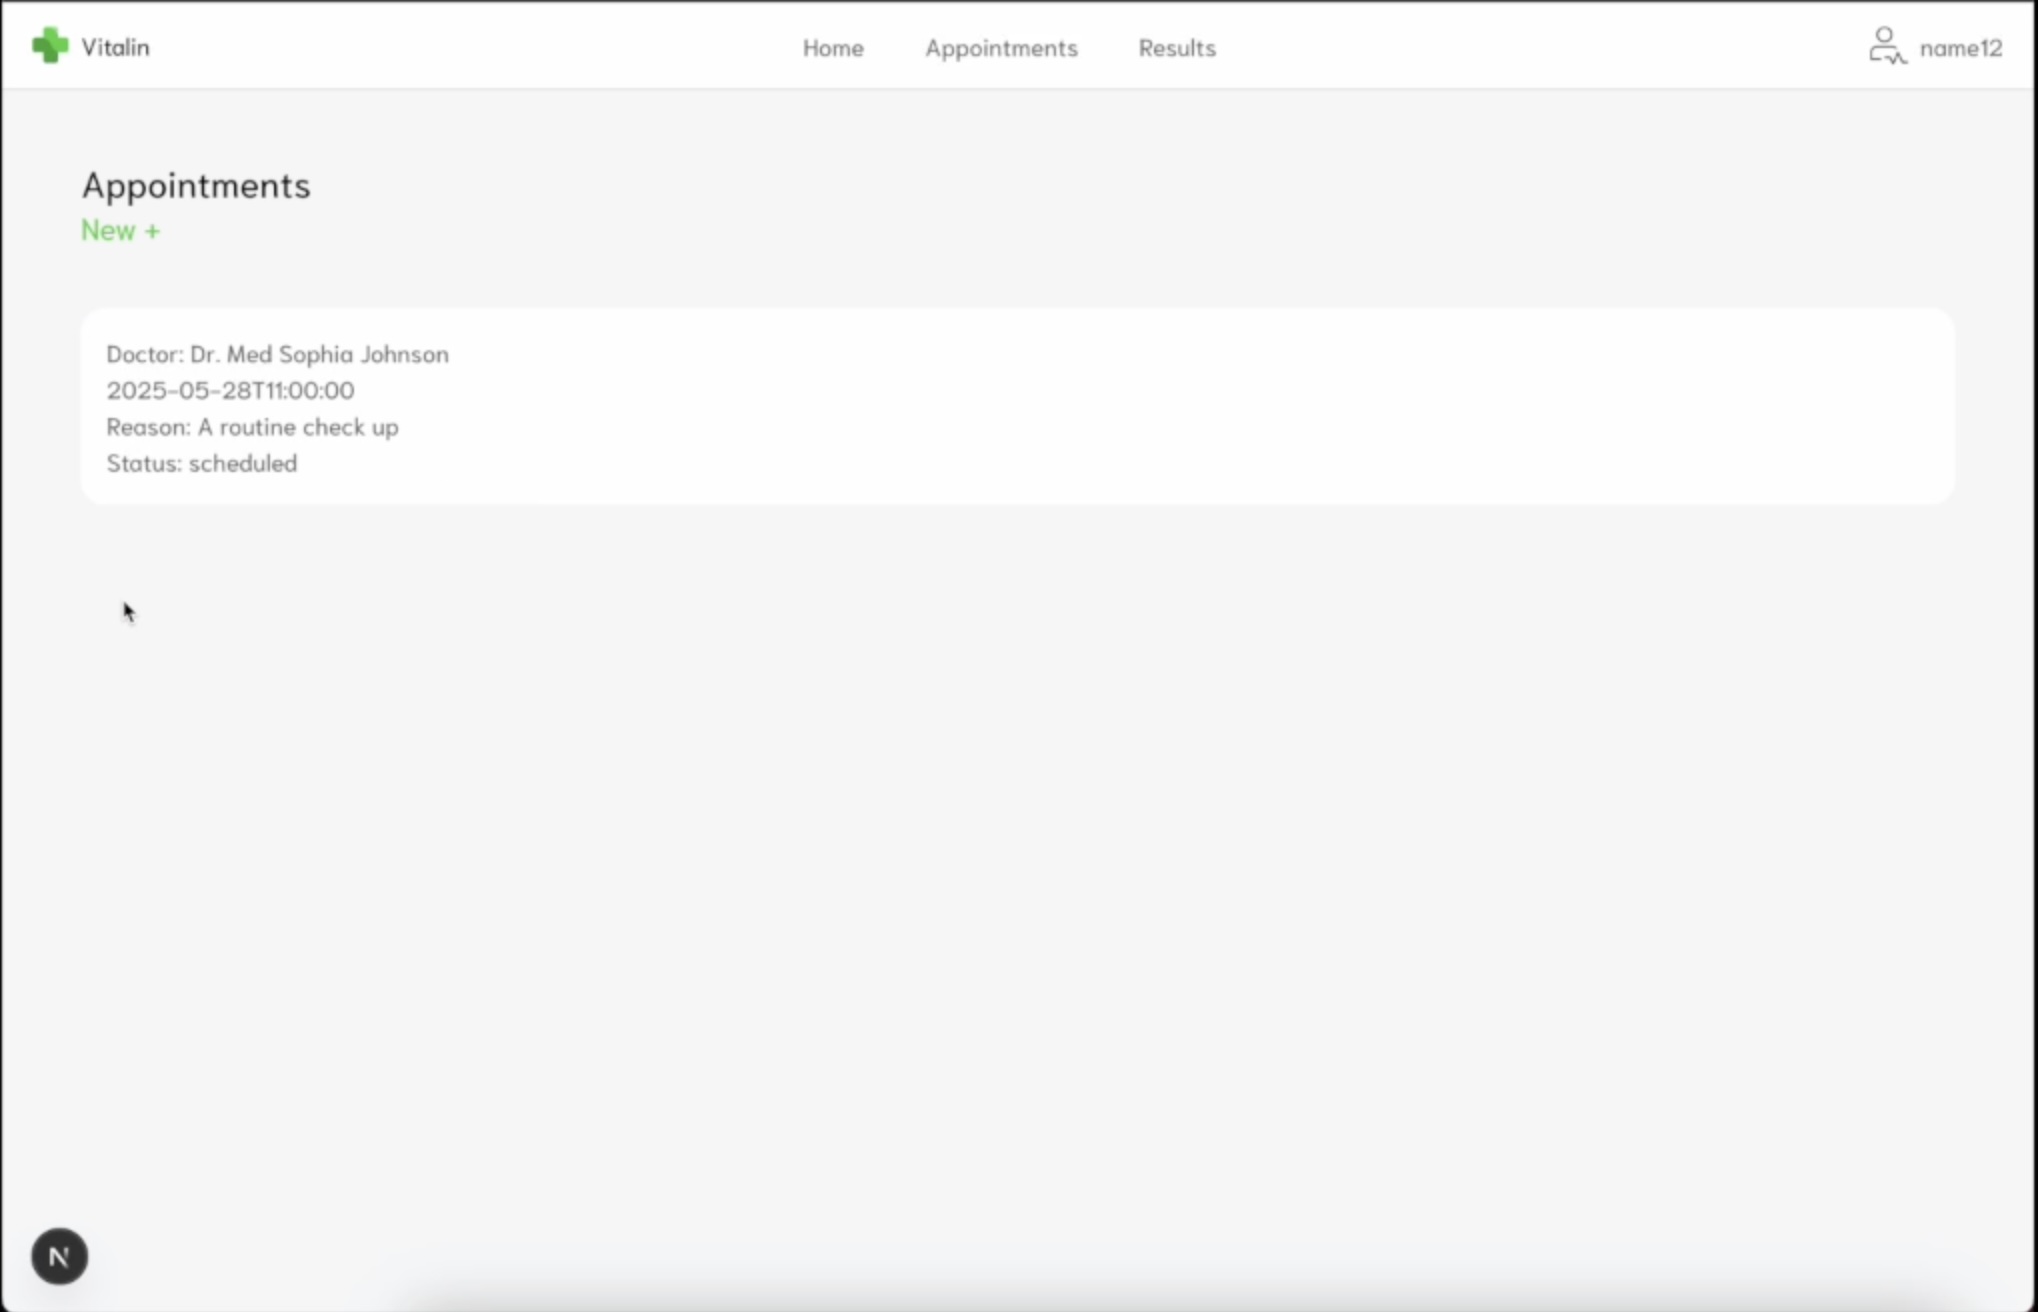 Vitalin
Home
Appointments
Results
name12
Appointments
New +
Doctor: Dr. Med Sophia Johnson
2025-05-28T11:00:00
Reason: A routine check up
Status: scheduled
N